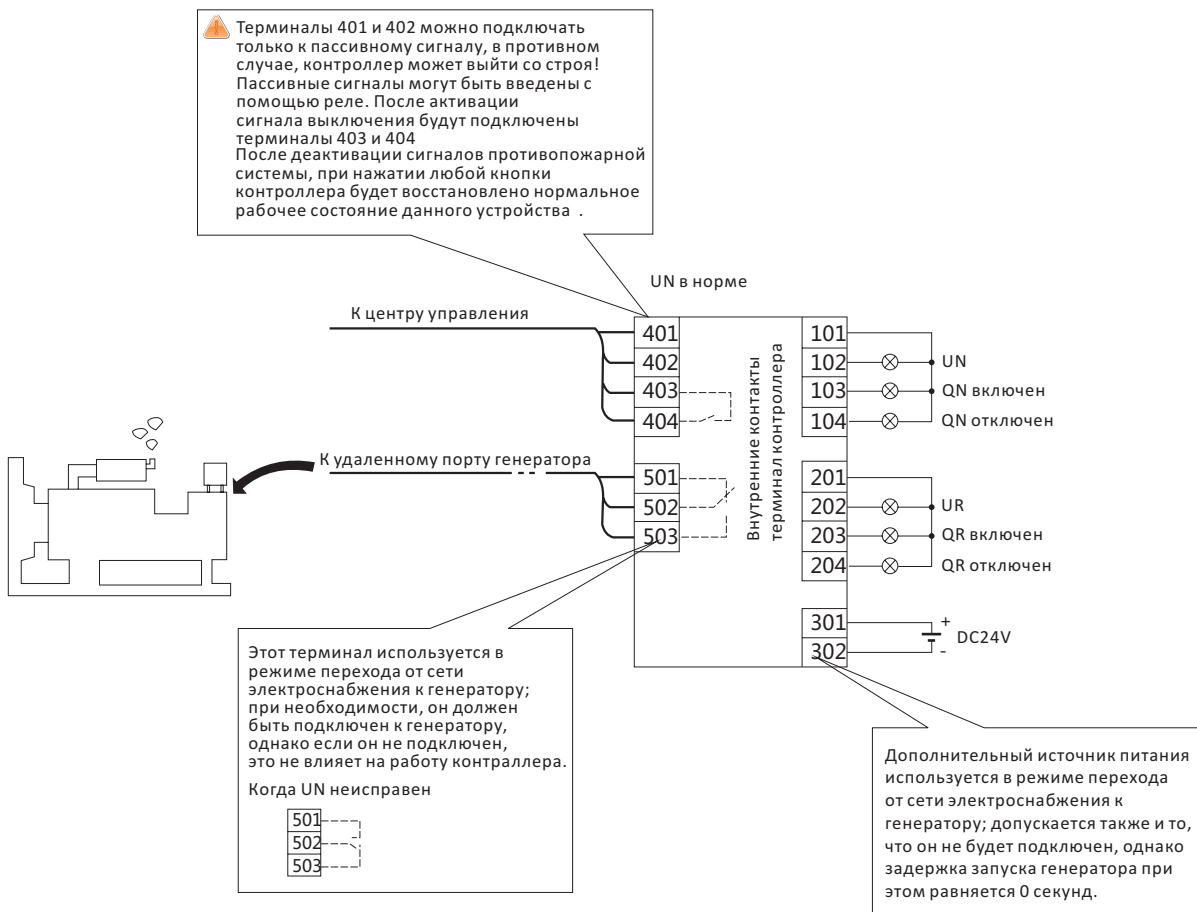 Терминалы 401 и 402 можно подключать
только к пассивному сигналу, в противном
случае, контроллер может выйти со строя!
Пассивные сигналы могут быть введены с
помощью реле. После активации
сигнала выключения будут подключены
терминалы 403 и 404
После деактивации сигналов противопожарной
системы, при нажатии любой кнопки
контроллера будет восстановлено нормальное
рабочее состояние данного устройства .
UN в норме
К центру управления
401
402
403
404
К удаленному порту генератора
501
502
503
Внутренние контакты
терминал контроллера
101
102
UN
103
QN включен
104
QN отключен
201
202
UR
203
QR включен
204
QR отключен
301
302
+
-
DC24V
Этот терминал используется в
режиме перехода от сети
электроснабжения к генератору;
при необходимости, он должен
быть подключен к генератору,
однако если он не подключен,
это не влияет на работу контраллера.
Когда UN неисправен
501
502
503
Дополнительный источник питания
используется в режиме перехода
от сети электроснабжения к
генератору; допускается также и то,
что он не будет подключен, однако
задержка запуска генератора при
этом равняется 0 секунд.